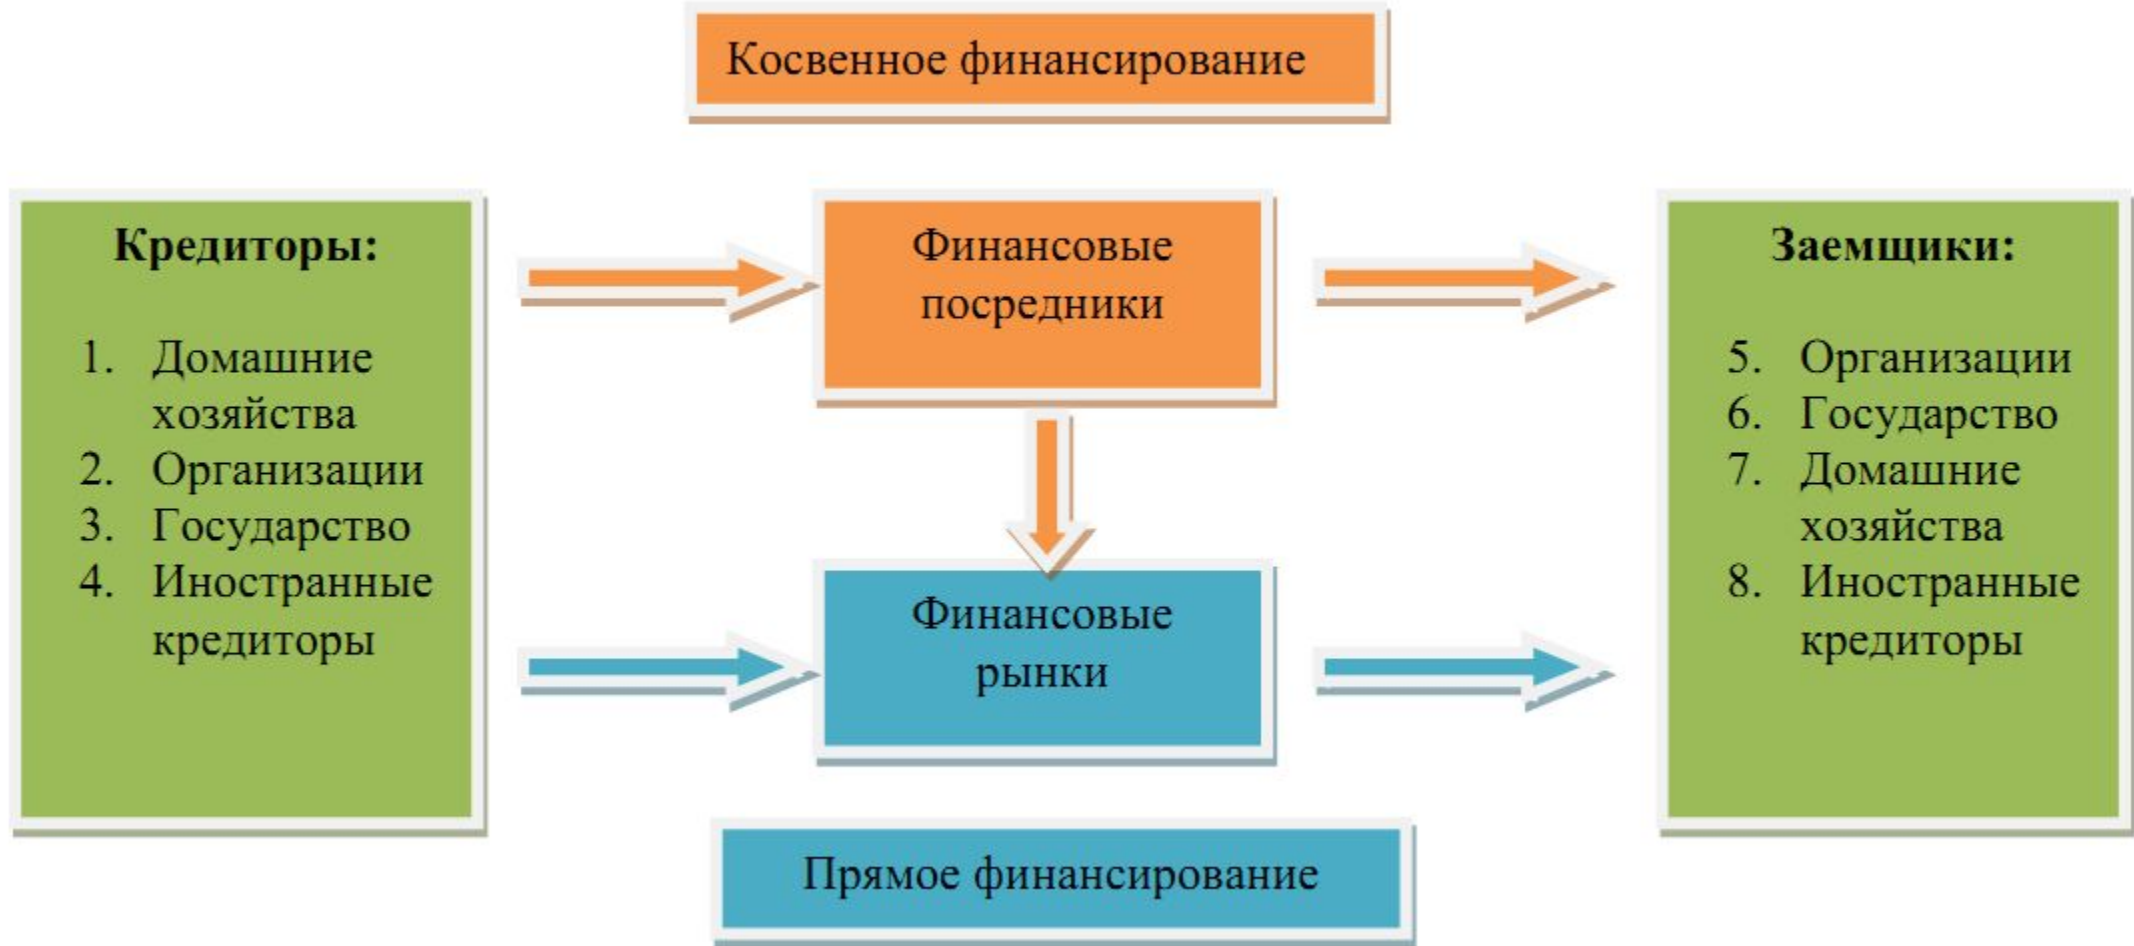 Косвенное финансирование
Кредиторы:
1. Домашние
хозяйства
2. Организации
3. Государство
4. Иностранные
кредиторы
Финансовые
посредники
Финансовые
рынки
Заемщики:
5. Организации
6. Государство
7. Домашние
хозяйства
8. Иностранные
кредиторы
Прямое финансирование